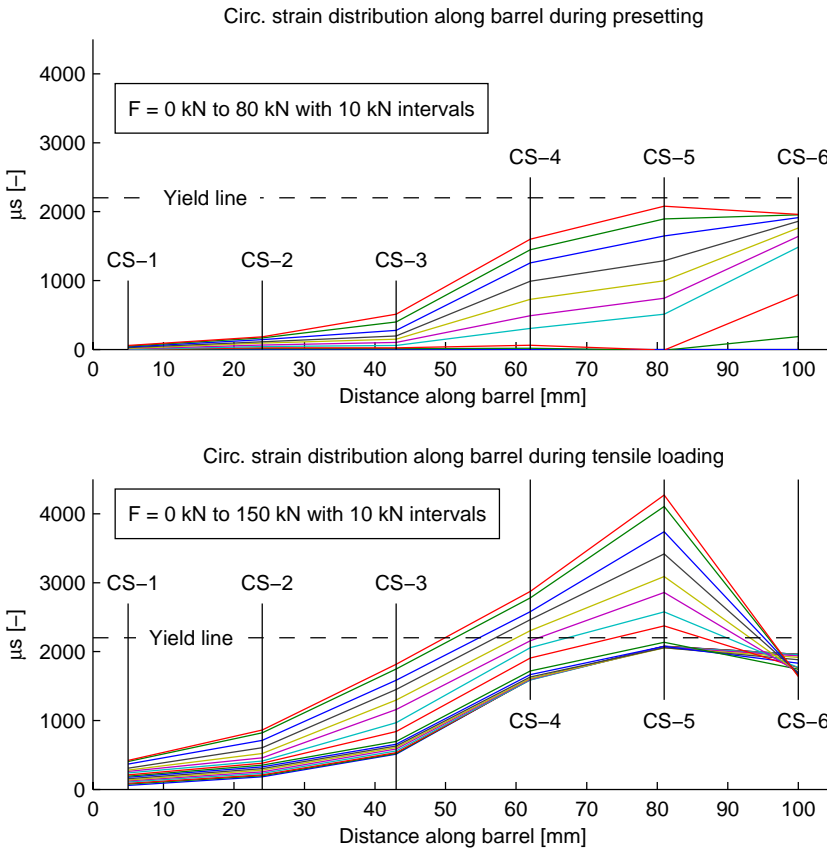 Circ. strain distribution along barrel during presetting
4000
3000
2000
1000
0
µs [−]
F = 0 kN to 80 kN with 10 kN intervals
CS−4 CS−5 CS−6
Yield line
CS−1 CS−2 CS−3
0 10 20 30 40 50 60 70 80 90 100
Distance along barrel [mm]
Circ. strain distribution along barrel during tensile loading
4000
3000
2000
1000
0
µs [−]
F = 0 kN to 150 kN with 10 kN intervals
CS−1 CS−2 CS−3
Yield line
CS−4 CS−5 CS−6
0 10 20 30 40 50 60 70 80 90 100
Distance along barrel [mm]